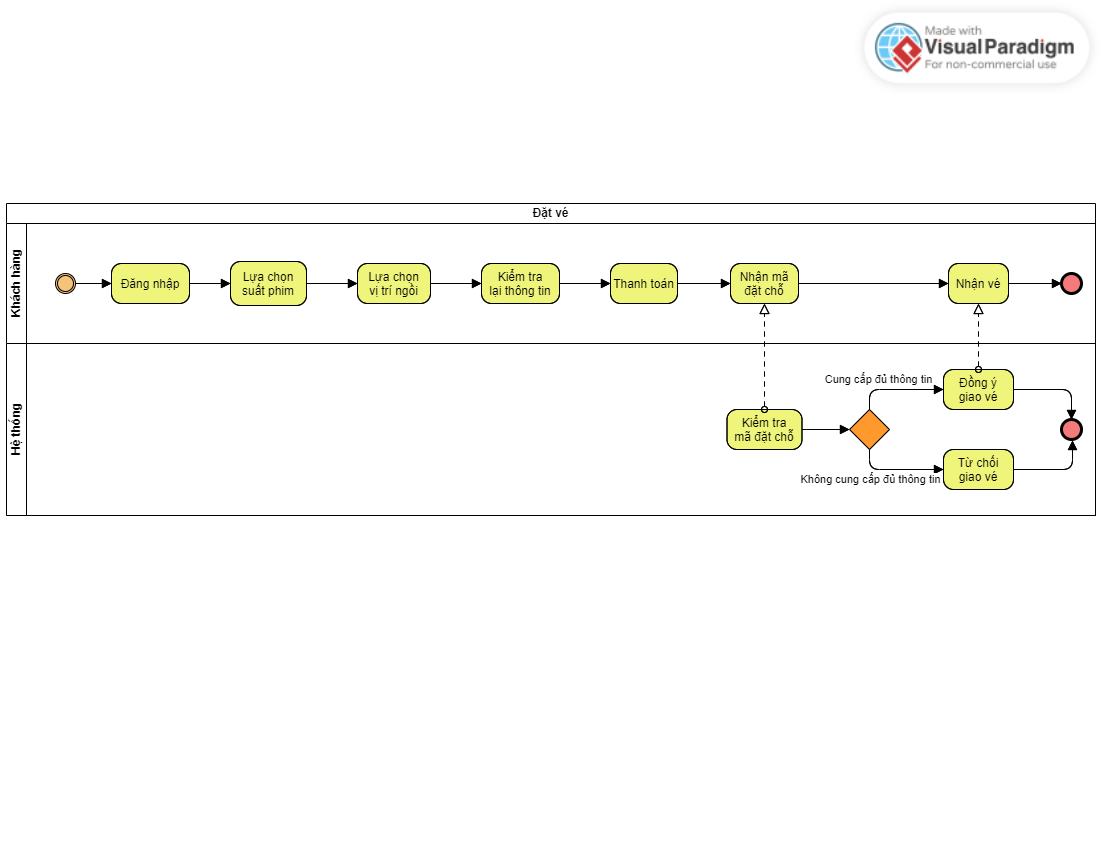 Made with
Visual Paradigm
For non-commercial use
Đặt vé
Khách hàng
Đăng nhập
Lựa chọn
suất phim
Lựa chọn
vị trí ngồi
Kiểm tra
lại thông tin
Thanh toán
Nhận mã
đặt chỗ
Nhận vé
Hệ thống
Kiểm tra
mã đặt chỗ
Cung cấp đủ thông tin
Đồng ý
giao vé
Không cung cấp đủ thông tin
Từ chối
giao vé